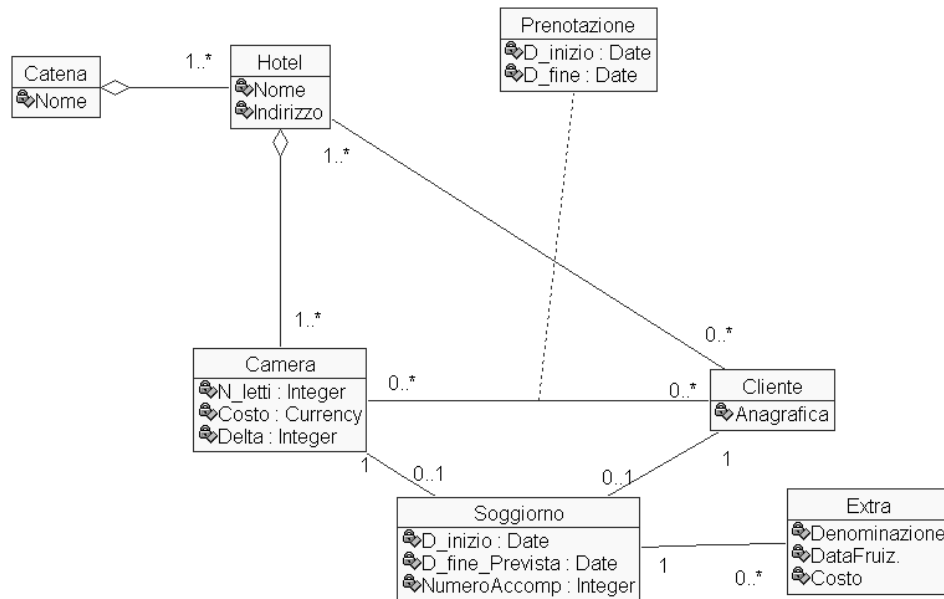 Prenotazione
D_inizio : Date
D_fine : Date
Catena
Nome
1..*
Hotel
Nome
Indirizzo
1..*
1..*
0..*
Camera
N_letti : Integer
Costo : Currency
Delta : Integer
0..*
0..*
Cliente
Anagrafica
1
0..1
0..1
1
Soggiorno
D_inizio : Date
D_fine_Prevista : Date
NumeroAccomp : Integer
1
0..*
Extra
Denominazione
DataFruiz.
Costo